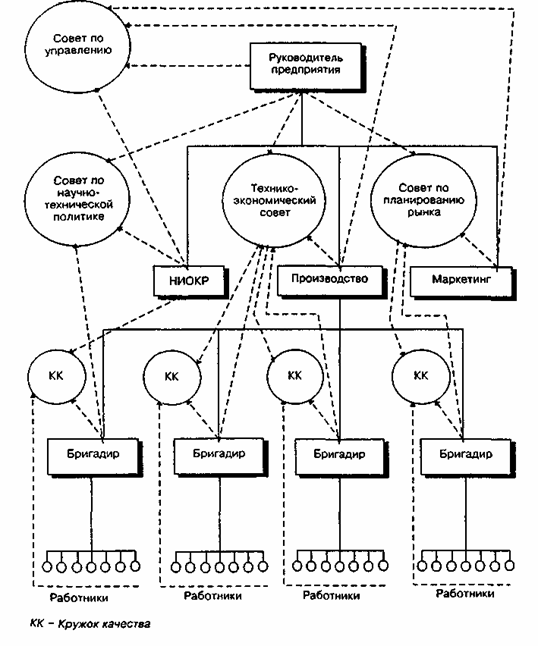 Совет по
управлению
Руководитель
предприятия
Совет по
научно-
технической
политике
Технико-
экономический
совет
Совет по
планированию
рынка
НИОКР
Производство
Маркетинг
КК
КК
КК
КК
Бригадир
Бригадир
Бригадир
Бригадир
Работники
Работники
Работники
Работники
КК – Кружок качества